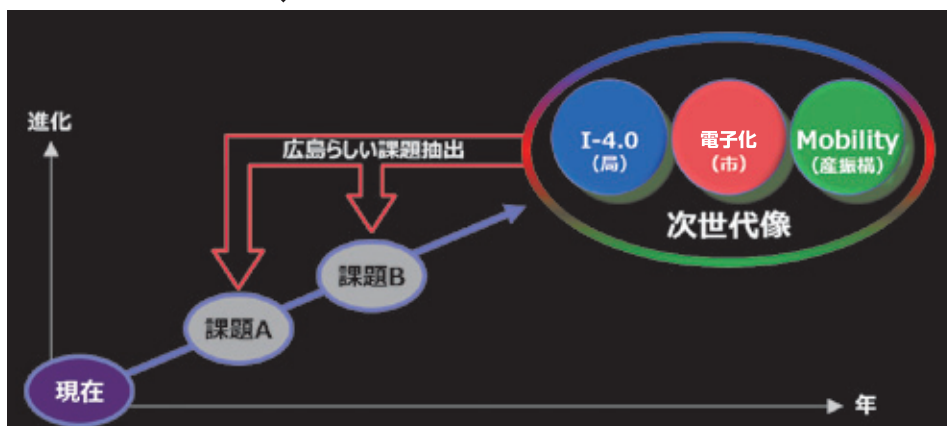 進化
I-4.0
(局)
電子化
(市)
Mobility
(産振構)
広島らしい課題抽出
次世代像
課題B
課題A
現在
年